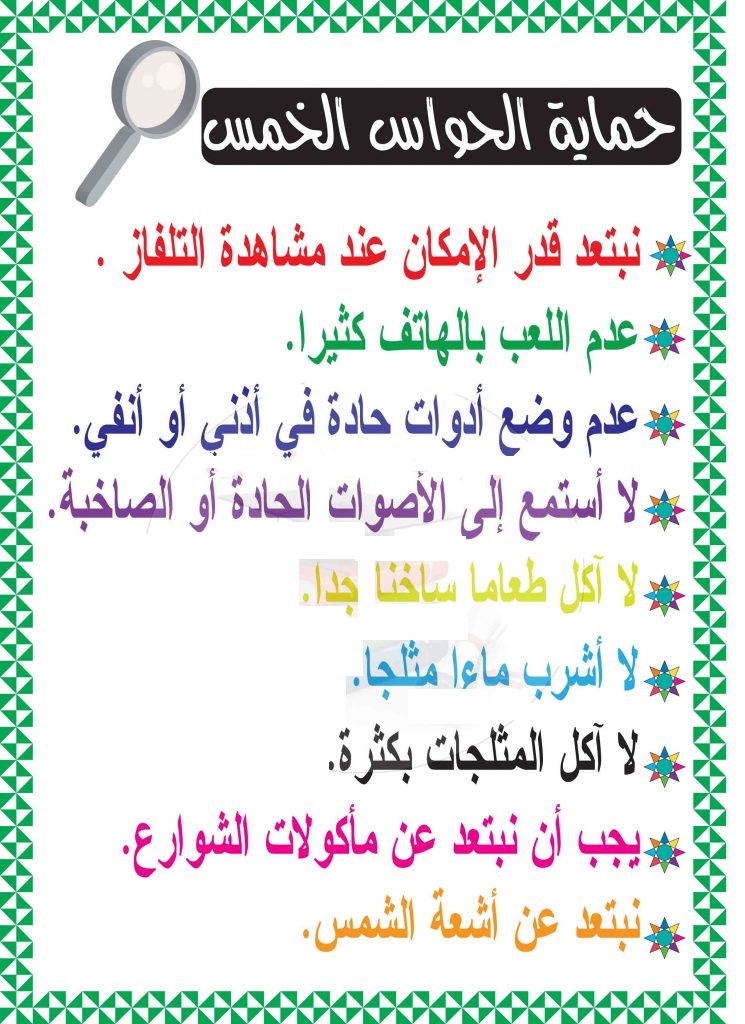 حماية الحواس الخمس
نبتعد قدر الإمكان عند مشاهدة التلفاز .
عدم اللعب بالهاتف كثيرا.
عدم وضع أدوات حادة في أذني أو أنفي.
لا أستمع إلى الأصوات الحادة أو الصاخبة.
لا آكل طعاما ساخنا جدا.
لا أشرب ماءا مثلجا.
لا آكل المثلجات بكثرة.
يجب أن نبتعد عن مأكولات الشوارع.
نبتعد عن أشعة الشمس.